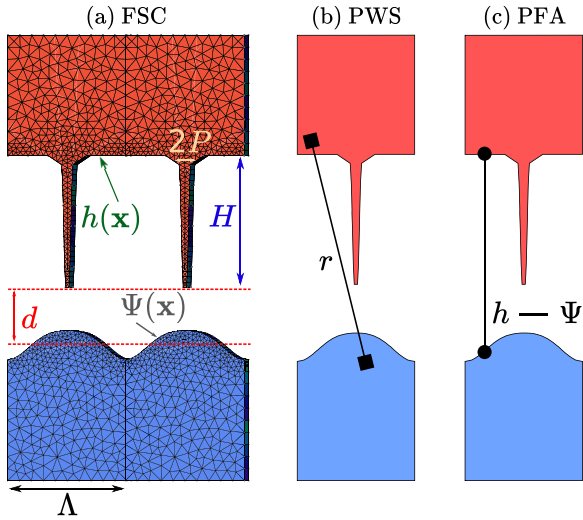 (a) FSC
(b) PWS
(c) PFA
2P
h(x)
H
r
d
Ψ(x)
h — Ψ
Λ